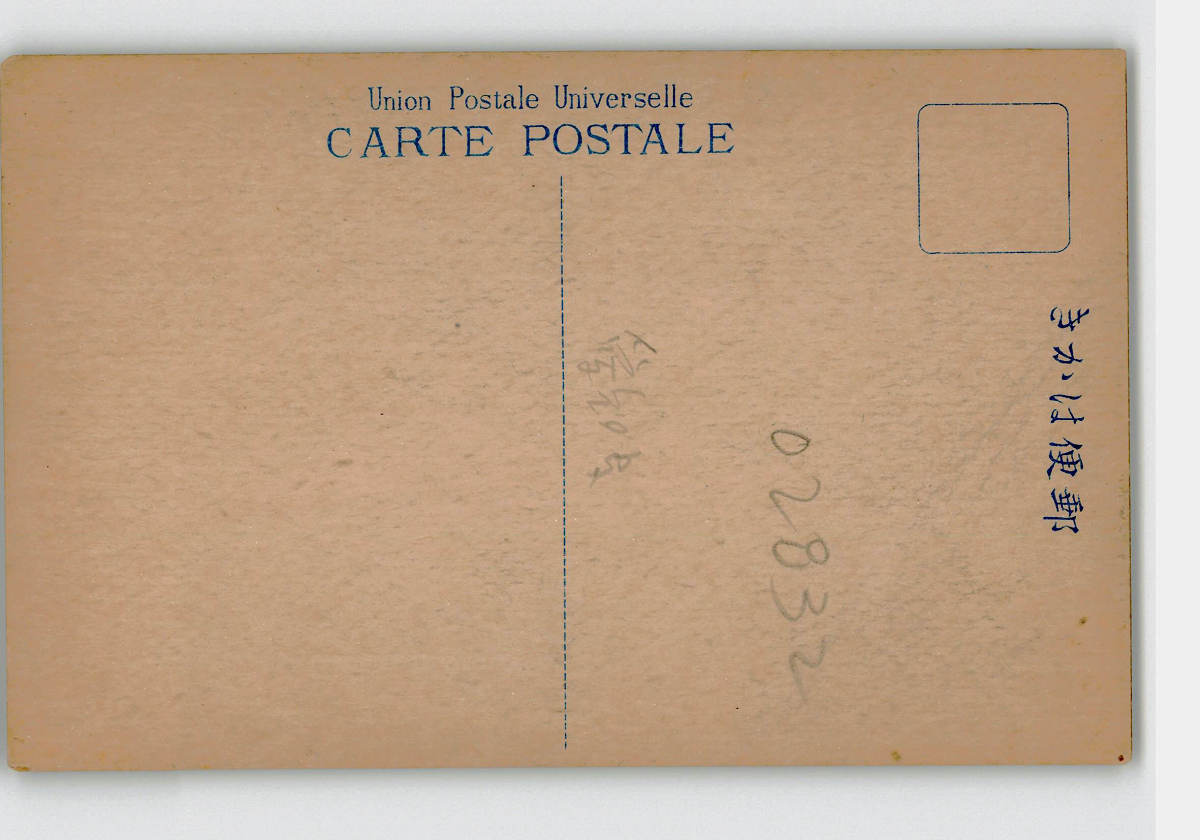 Union Postale Universelle
CARTE POSTALE
きかは便郵
02832